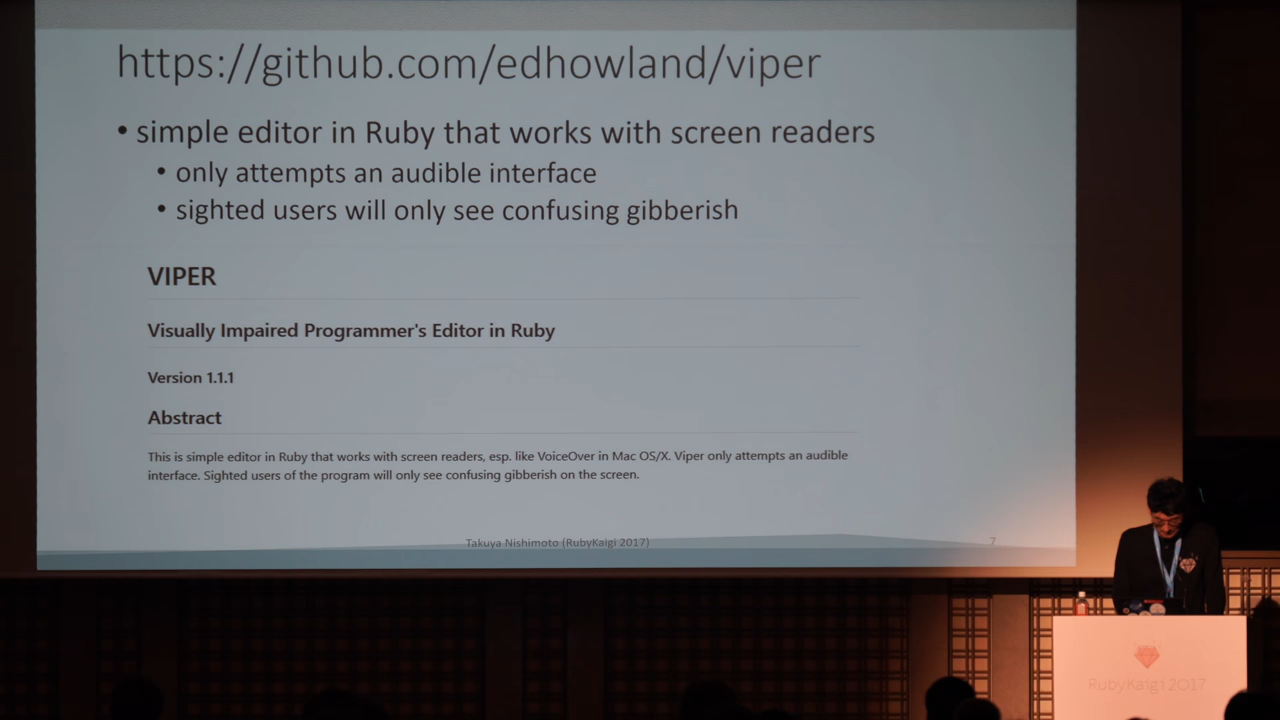 https://github.com/edhowland/viper
• simple editor in Ruby that works with screen readers
• only attempts an audible interface
• sighted users will only see confusing gibberish
VIPER
Visually Impaired Programmer's Editor in Ruby
Version 1.1.1
Abstract
This is simple editor in Ruby that works with screen readers, esp. like VoiceOver in Mac OS/X. Viper only attempts an audible
interface. Sighted users of the program will only see confusing gibberish on the screen.
Takuya Nishimoto (RubyKaigi 2017)
7
RubyKaigi 2017